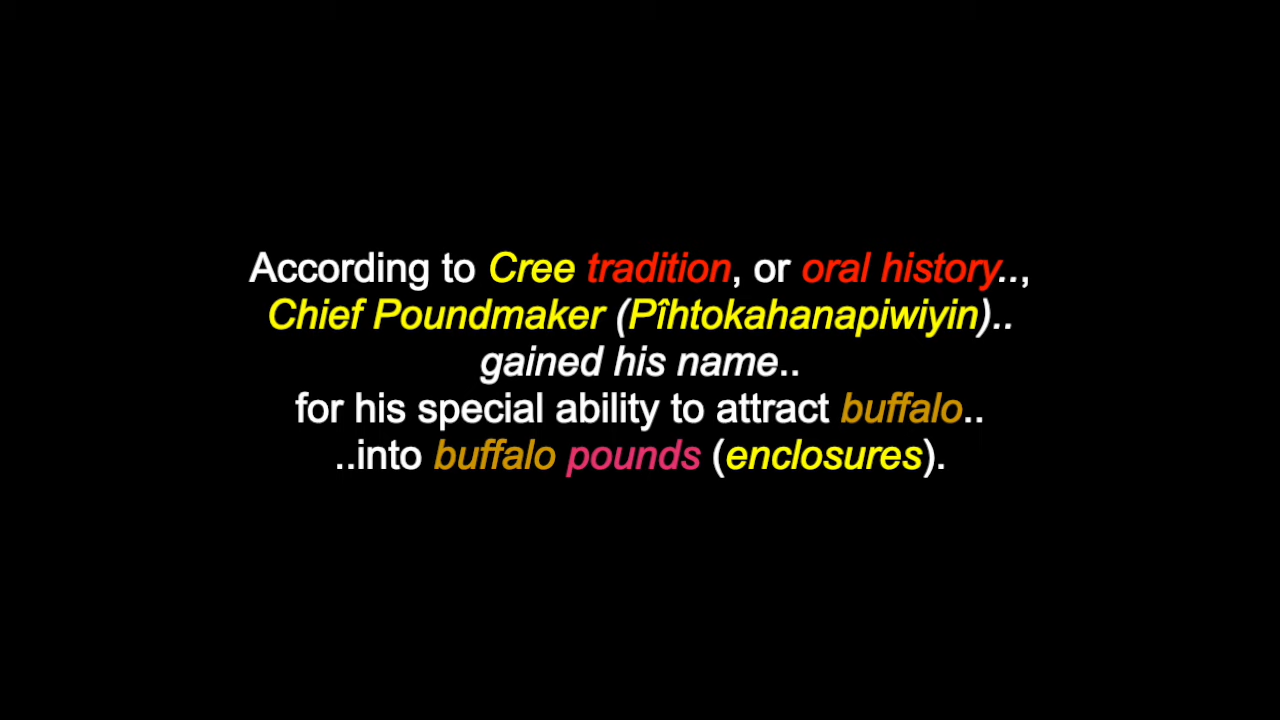 According to Cree tradition, or oral history..,
Chief Poundmaker (Pîhtokahanapiwiyin)..
gained his name..
for his special ability to attract buffalo..
..into buffalo pounds (enclosures).